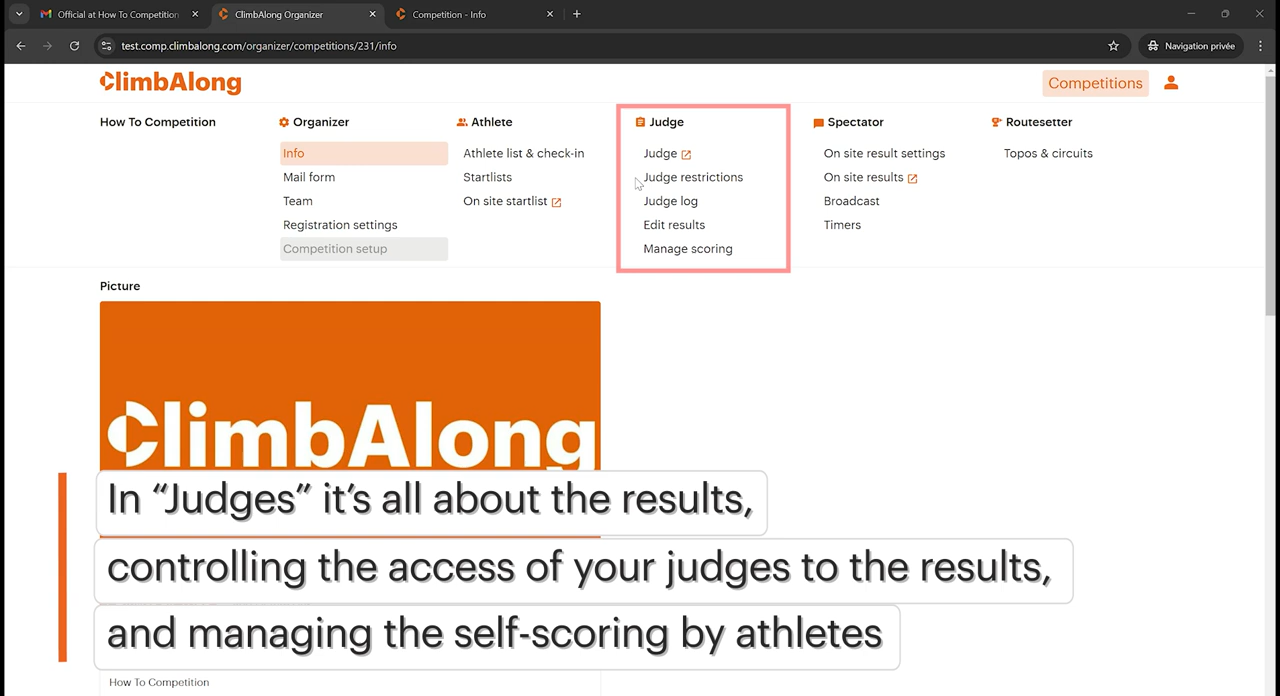 Official at How To Competition
ClimbAlong Organizer
Competition - Info
test.comp.climbalong.com/organizer/competitions/231/info
Navigation privée
ClimbAlong
Competitions
How To Competition
Organizer
Info
Mail form
Team
Registration settings
Competition setup
Athlete
Athlete list & check-in
Startlists
On site startlist
Judge
Judge
Judge restrictions
Judge log
Edit results
Manage scoring
Spectator
On site result settings
On site results
Broadcast
Timers
Routesetter
Topos & circuits
Picture
ClimbAlong
In “Judges” it’s all about the results,
controlling the access of your judges to the results,
and managing the self-scoring by athletes
How To Competition